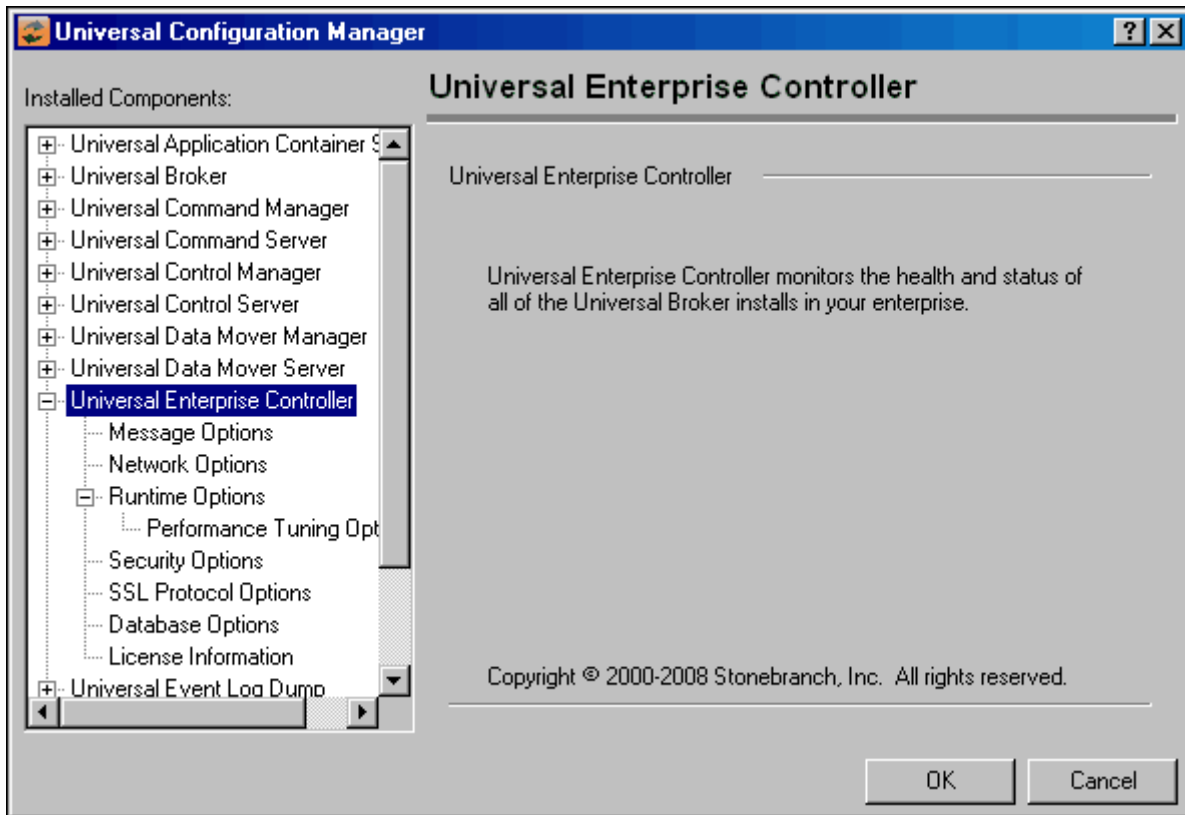 Universal Configuration Manager
Installed Components:
Universal Application Container S
Universal Broker
Universal Command Manager
Universal Command Server
Universal Control Manager
Universal Control Server
Universal Data Mover Manager
Universal Data Mover Server
Universal Enterprise Controller
Message Options
Network Options
Runtime Options
Performance Tuning Opt
Security Options
SSL Protocol Options
Database Options
License Information
Universal Event Log Dump
Universal Enterprise Controller
Universal Enterprise Controller
Universal Enterprise Controller monitors the health and status of
all of the Universal Broker installs in your enterprise.
Copyright © 2000-2008 Stonebranch, Inc. All rights reserved.
OK
Cancel